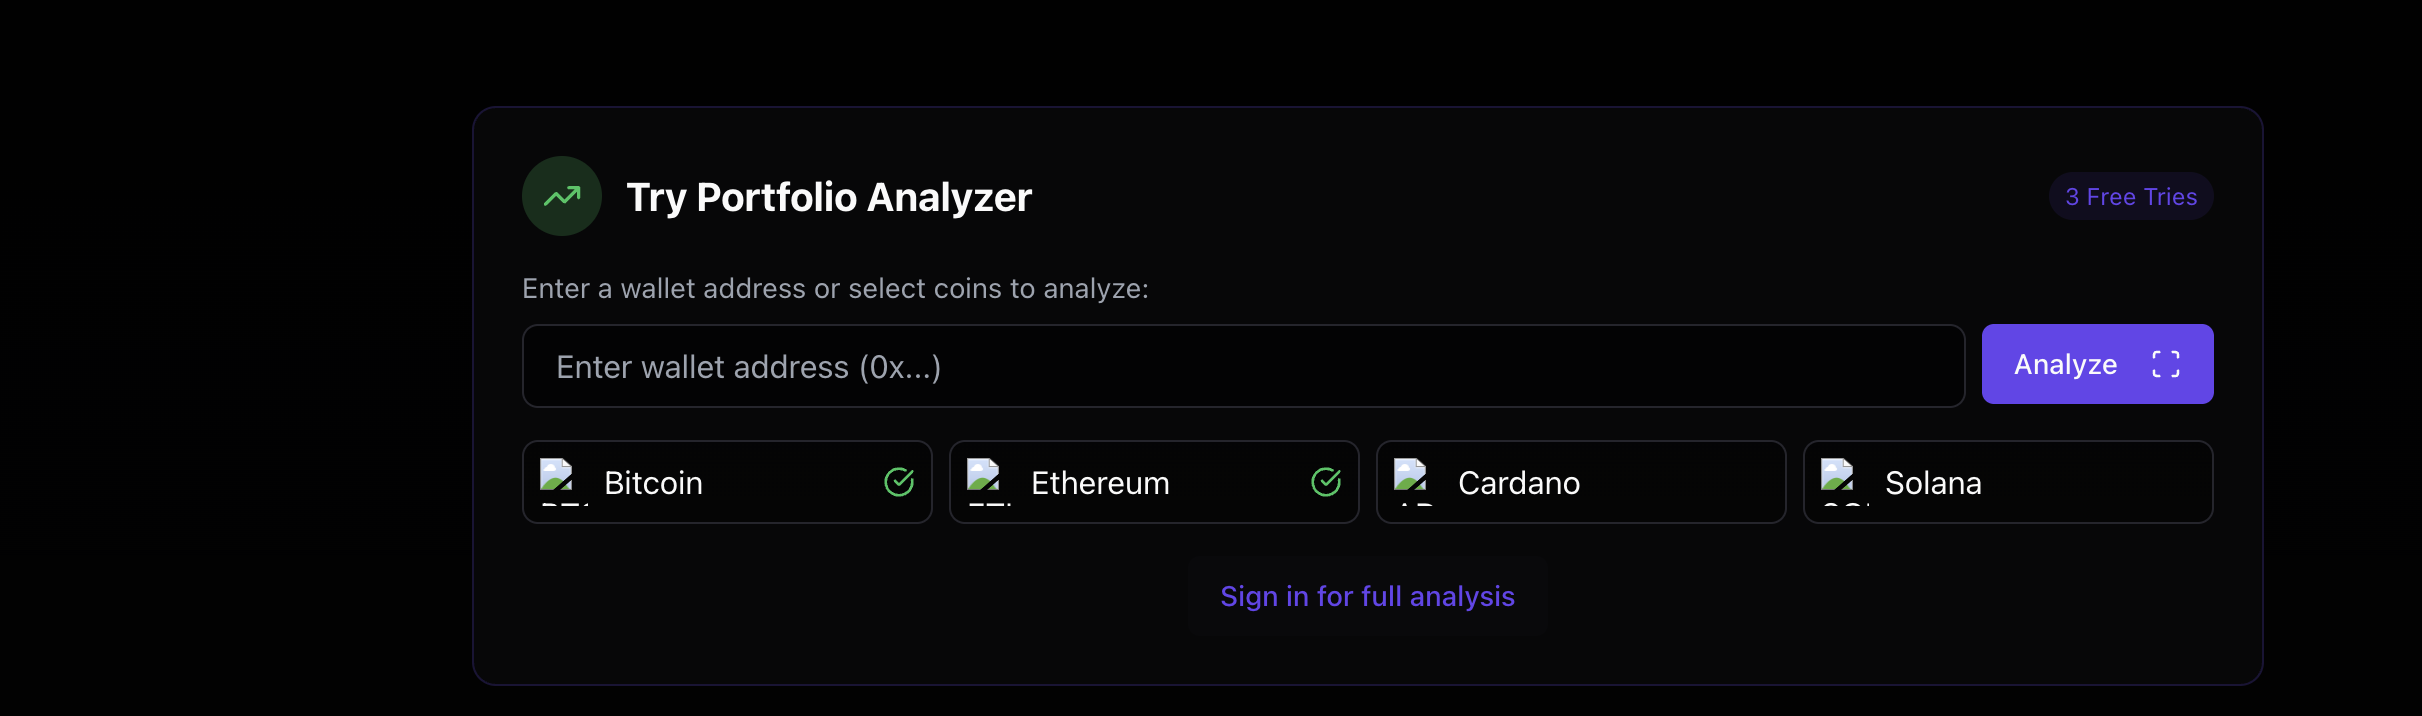 Try Portfolio Analyzer
3 Free Tries
Enter a wallet address or select coins to analyze:
Enter wallet address (0x...)
Analyze
Bitcoin
Ethereum
Cardano
Solana
Sign in for full analysis